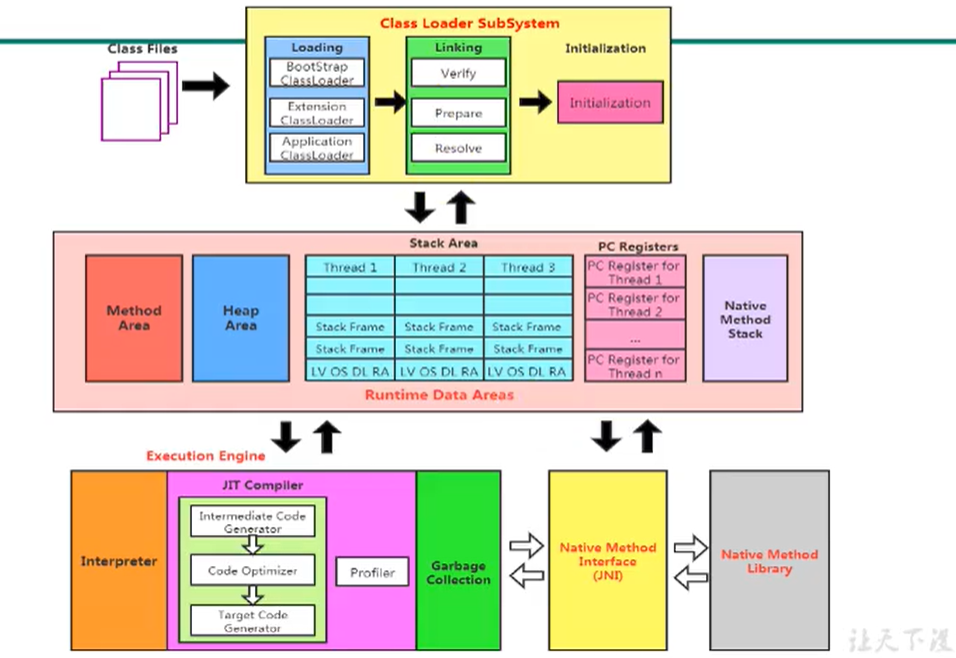 Class Loader SubSystem
Class Files
Loading
BootStrap
ClassLoader
Extension
ClassLoader
Application
ClassLoader
Linking
Verify
Prepare
Resolve
Initialization
Initialization
Stack Area
PC Registers
Method
Area
Heap
Area
Thread 1
Thread 2
Thread 3
Stack Frame
Stack Frame
Stack Frame
Stack Frame
Stack Frame
Stack Frame
LV OS DL RA
LV OS DL RA
LV OS DL RA
PC Register for
Thread 1
PC Register for
Thread 2
...
PC Register for
Thread n
Native
Method
Stack
Runtime Data Areas
Execution Engine
Interpreter
JIT Compiler
Intermediate Code
Generator
Code Optimizer
Target Code
Generator
Profiler
Garbage
Collection
Native Method
Interface
(JNI)
Native Method
Library
让天下没